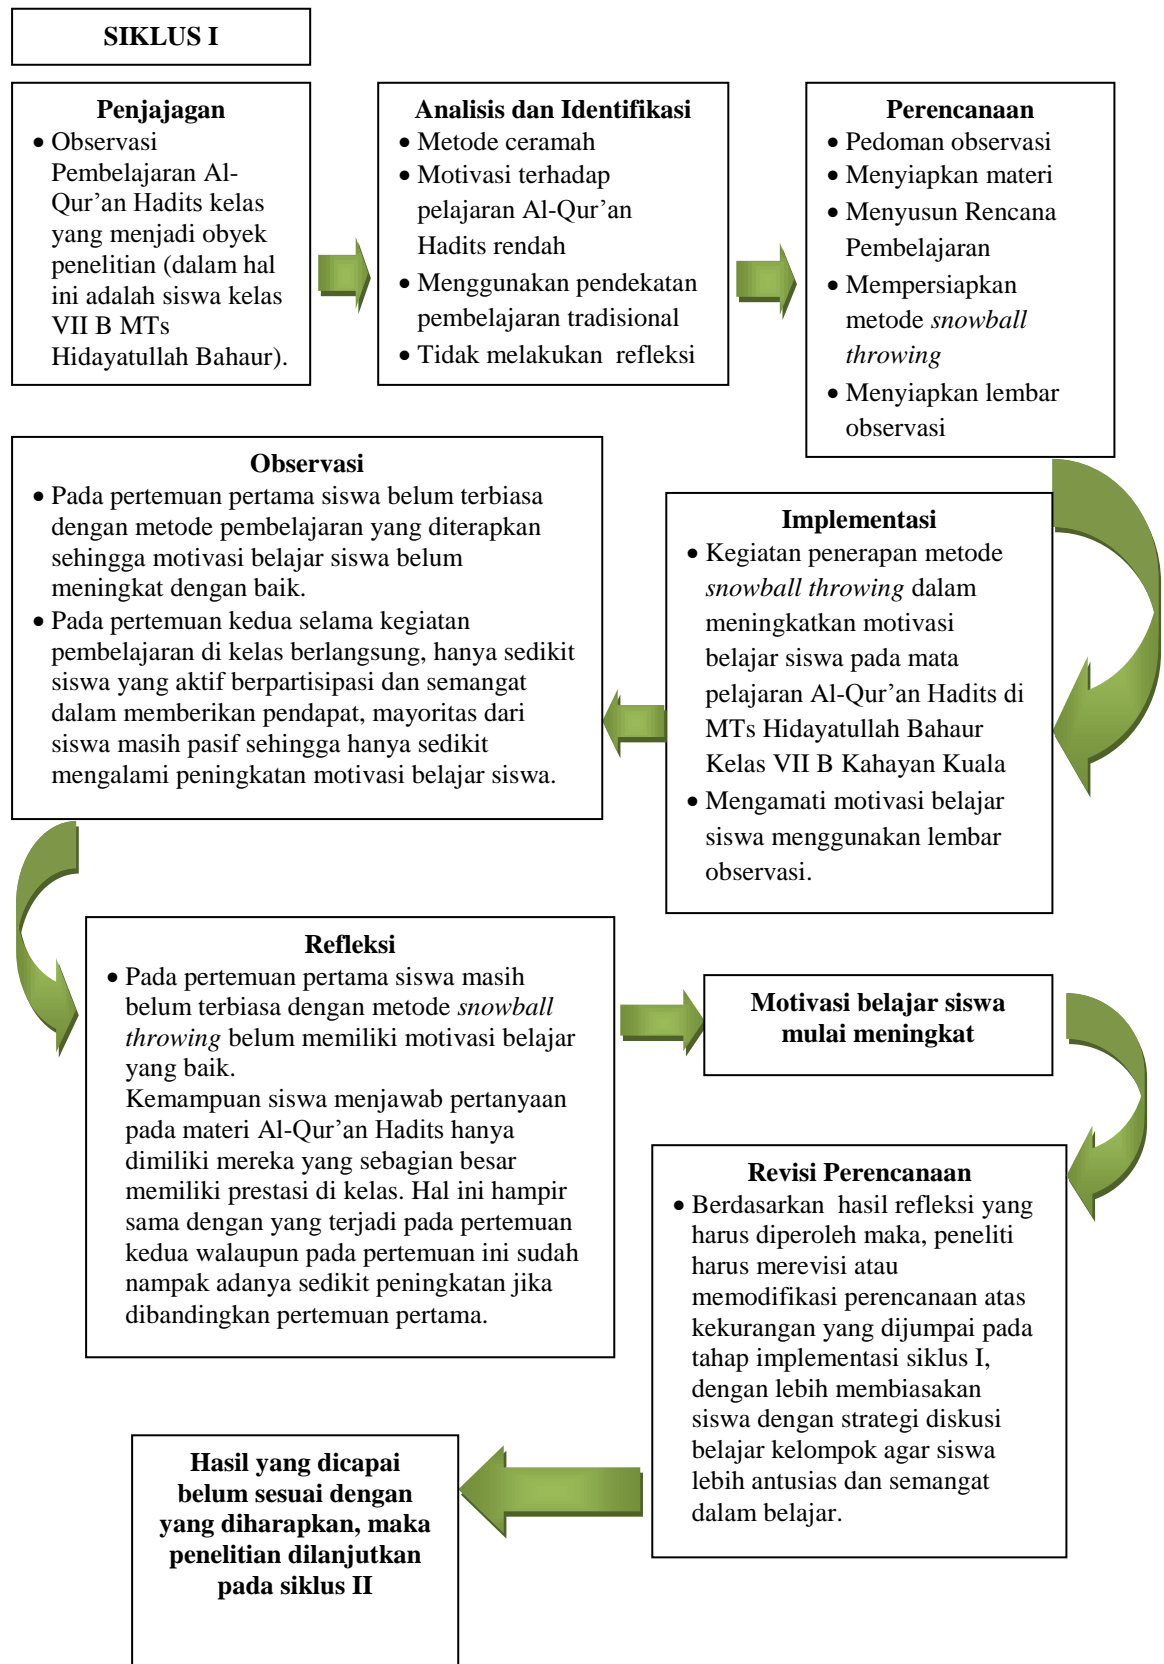 SIKLUS I
Penjajagan
• Observasi
Pembelajaran Al-
Qur’an Hadits kelas
yang menjadi obyek
penelitian (dalam hal
ini adalah siswa kelas
VII B MTs
Hidayatullah Bahaur).
Analisis dan Identifikasi
• Metode ceramah
• Motivasi terhadap
pelajaran Al-Qur’an
Hadits rendah
• Menggunakan pendekatan
pembelajaran tradisional
• Tidak melakukan refleksi
Perencanaan
• Pedoman observasi
• Menyiapkan materi
• Menyusun Rencana
Pembelajaran
• Mempersiapkan
metode snowball
throwing
• Menyiapkan lembar
observasi
Implementasi
• Kegiatan penerapan metode
snowball throwing dalam
meningkatkan motivasi
belajar siswa pada mata
pelajaran Al-Qur’an Hadits di
MTs Hidayatullah Bahaur
Kelas VII B Kahayan Kuala
• Mengamati motivasi belajar
siswa menggunakan lembar
observasi.
Observasi
• Pada pertemuan pertama siswa belum terbiasa
dengan metode pembelajaran yang diterapkan
sehingga motivasi belajar siswa belum
meningkat dengan baik.
• Pada pertemuan kedua selama kegiatan
pembelajaran di kelas berlangsung, hanya sedikit
siswa yang aktif berpartisipasi dan semangat
dalam memberikan pendapat, mayoritas dari
siswa masih pasif sehingga hanya sedikit
mengalami peningkatan motivasi belajar siswa.
Refleksi
• Pada pertemuan pertama siswa masih
belum terbiasa dengan metode snowball
throwing belum memiliki motivasi belajar
yang baik.
Kemampuan siswa menjawab pertanyaan
pada materi Al-Qur’an Hadits hanya
dimiliki mereka yang sebagian besar
memiliki prestasi di kelas. Hal ini hampir
sama dengan yang terjadi pada pertemuan
kedua walaupun pada pertemuan ini sudah
nampak adanya sedikit peningkatan jika
dibandingkan pertemuan pertama.
Motivasi belajar siswa
mulai meningkat
Revisi Perencanaan
• Berdasarkan hasil refleksi yang
harus diperoleh maka, peneliti
harus merevisi atau
memodifikasi perencanaan atas
kekurangan yang dijumpai pada
tahap implementasi siklus I,
dengan lebih membiasakan
siswa dengan strategi diskusi
belajar kelompok agar siswa
lebih antusias dan semangat
dalam belajar.
Hasil yang dicapai
belum sesuai dengan
yang diharapkan, maka
penelitian dilanjutkan
pada siklus II